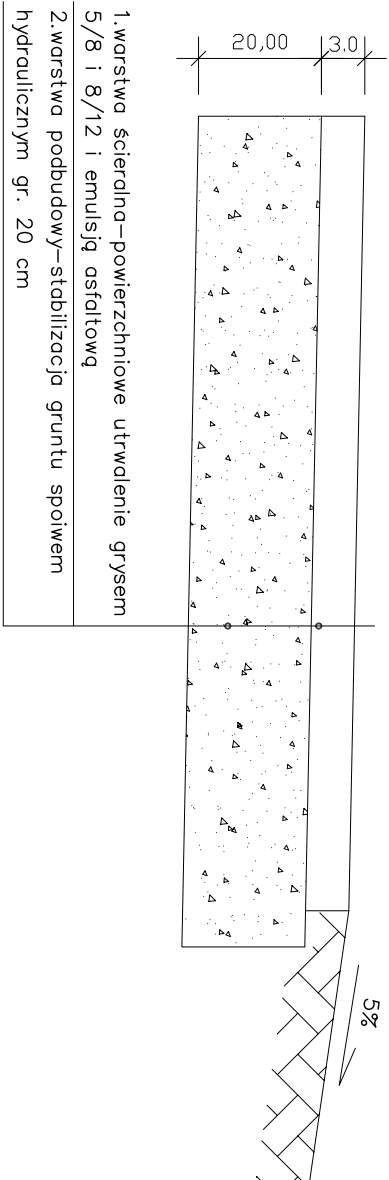 20,00
3.0
1.warstwa ścieralna-powierzchniowe utrwalenie grysem
5/8 i 8/12 i emulsją asfaltową
2.warstwa podbudowy-stabilizacja gruntu spoiwem
hydraulicznym gr. 20 cm
5%